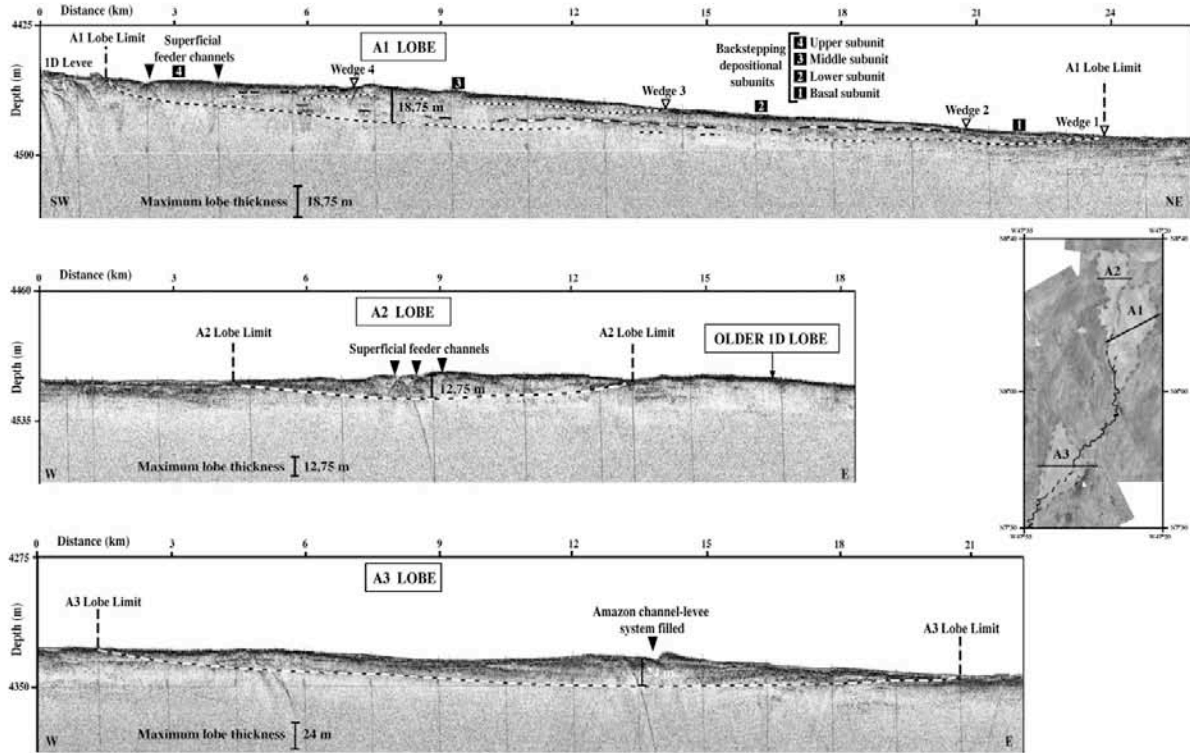 Distance (km)
0 3 6 9 12 15 18 21 24
4425
Depth (m)
4500
A1 Lobe Limit
Superficial
feeder channels
A1 LOBE
1D Levee
4
Wedge 4
3
18.75 m
Wedge 3
2
Wedge 2
1
Wedge 1
A1 Lobe Limit
Backstepping
depositional
subunits
4 Upper subunit
3 Middle subunit
2 Lower subunit
1 Basal subunit
SW
Maximum lobe thickness 18.75 m
NE
0 3 6 9 12 15 18
Distance (km)
4460
Depth (m)
4535
A2 LOBE
A2 Lobe Limit
Superficial feeder channels
A2 Lobe Limit
OLDER 1D LOBE
12,75 m
W
Maximum lobe thickness 12,75 m
E
A2
A1
A3
0 3 6 9 12 15 18 21
Distance (km)
4275
Depth (m)
4350
A3 LOBE
A3 Lobe Limit
Amazon channel-levee
system filled
A3 Lobe Limit
W
Maximum lobe thickness 24 m
E